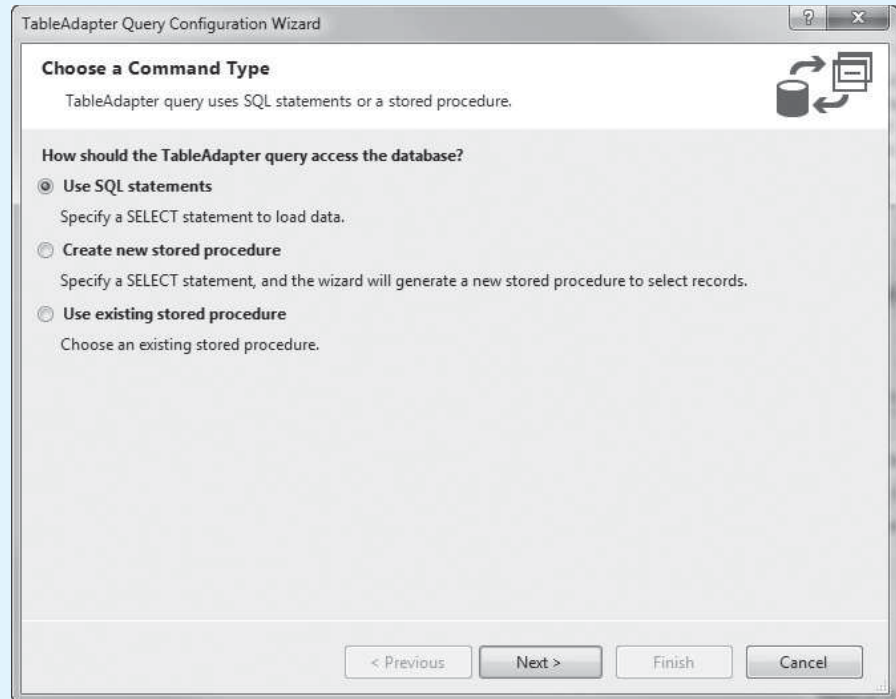 TableAdapter Query Configuration Wizard
?
X
Choose a Command Type
TableAdapter query uses SQL statements or a stored procedure.
How should the TableAdapter query access the database?
Use SQL statements
Specify a SELECT statement to load data.
Create new stored procedure
Specify a SELECT statement, and the wizard will generate a new stored procedure to select records.
Use existing stored procedure
Choose an existing stored procedure.
< Previous
Next >
Finish
Cancel